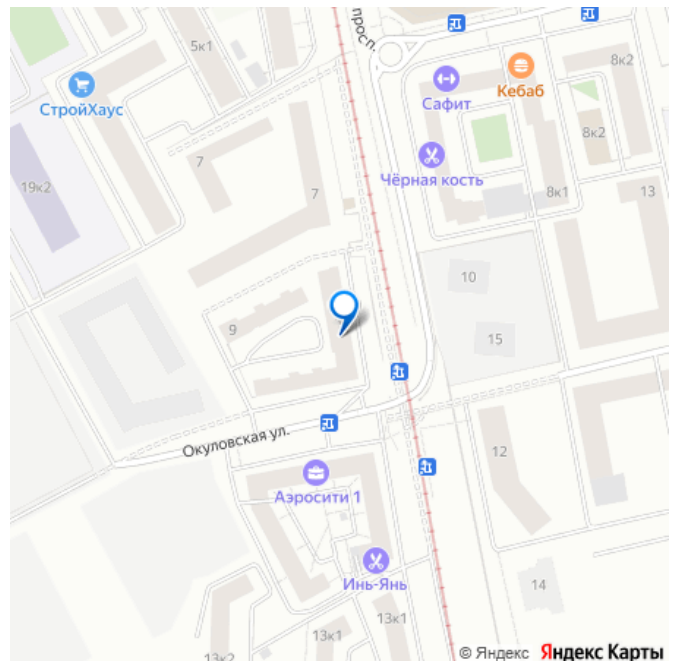 просп.
5к1
СтройХаус
Сафит
Кебаб
8к2
8к2
7
7
Чёрная кость
19к2
8к1
13
10
9
15
Окуловская ул.
12
Аэросити 1
Инь-Янь
14
13к1
13к1
13к2
© Яндекс Яндекс Карты